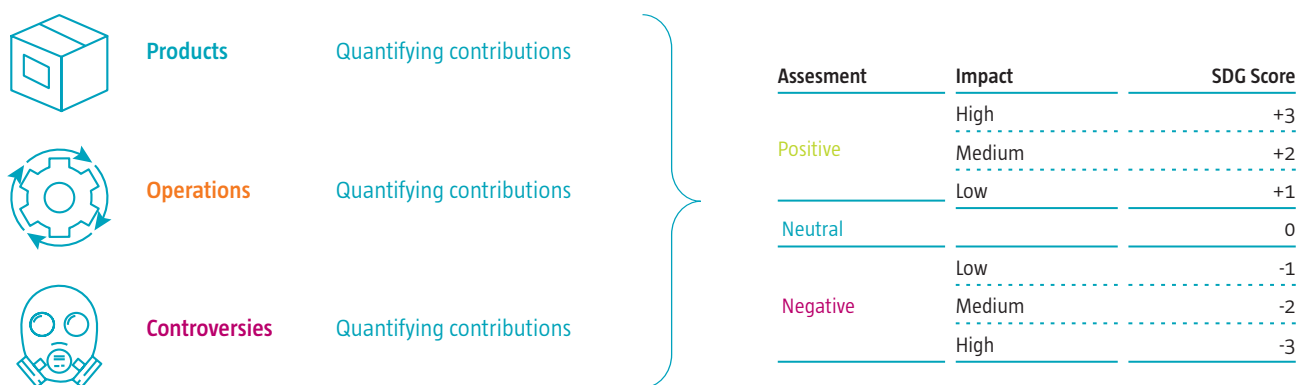 Products Quantifying contributions
Operations Quantifying contributions
Controversies Quantifying contributions
Assesment Impact SDG Score
High +3
Positive Medium +2
Low +1
Neutral 0
Low -1
Negative Medium -2
High -3